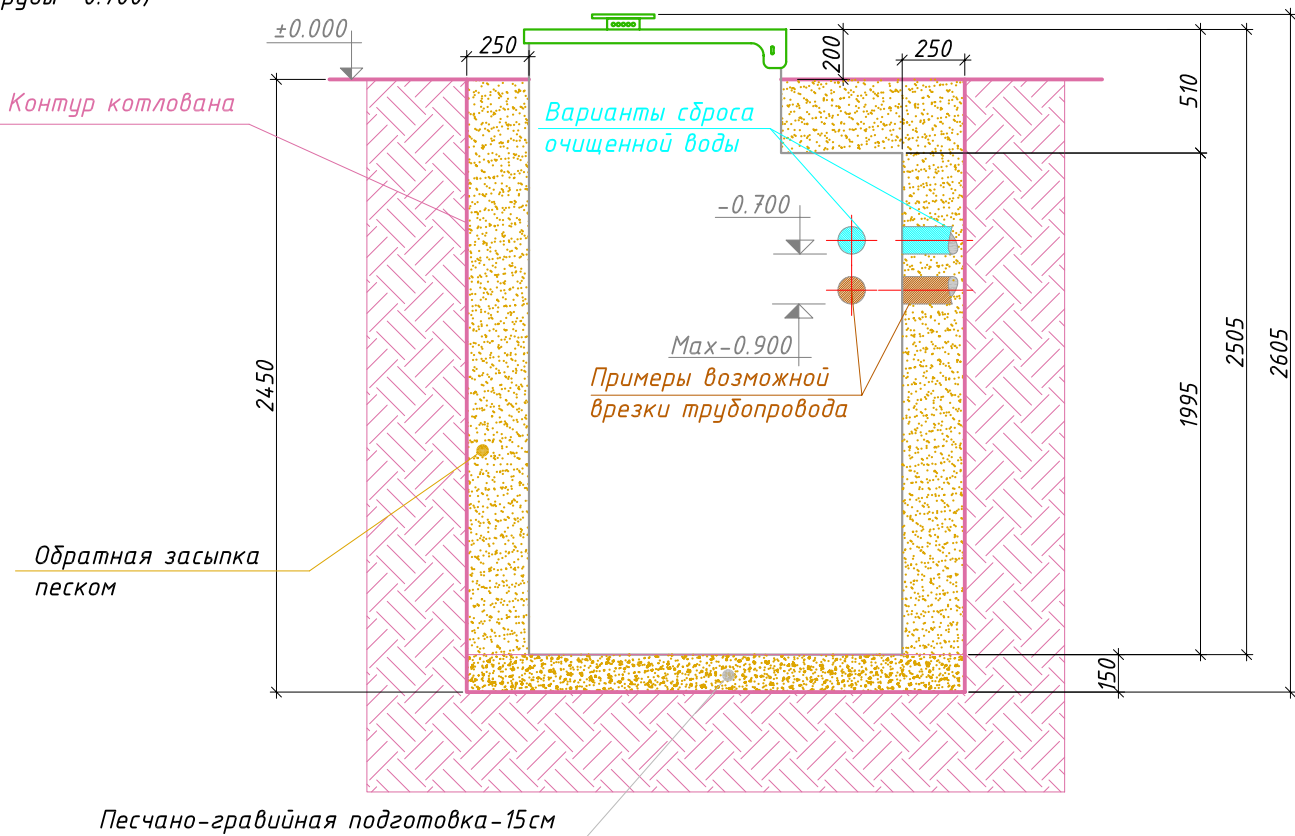 ±0.000
250
200
250
510
Контур котлована
Варианты сброса
очищенной воды
-0.700
Max-0.900
Примеры возможной
врезки трубопровода
2450
1995
2505
2605
Обратная засыпка
песком
150
Песчано-гравийная подготовка-15см